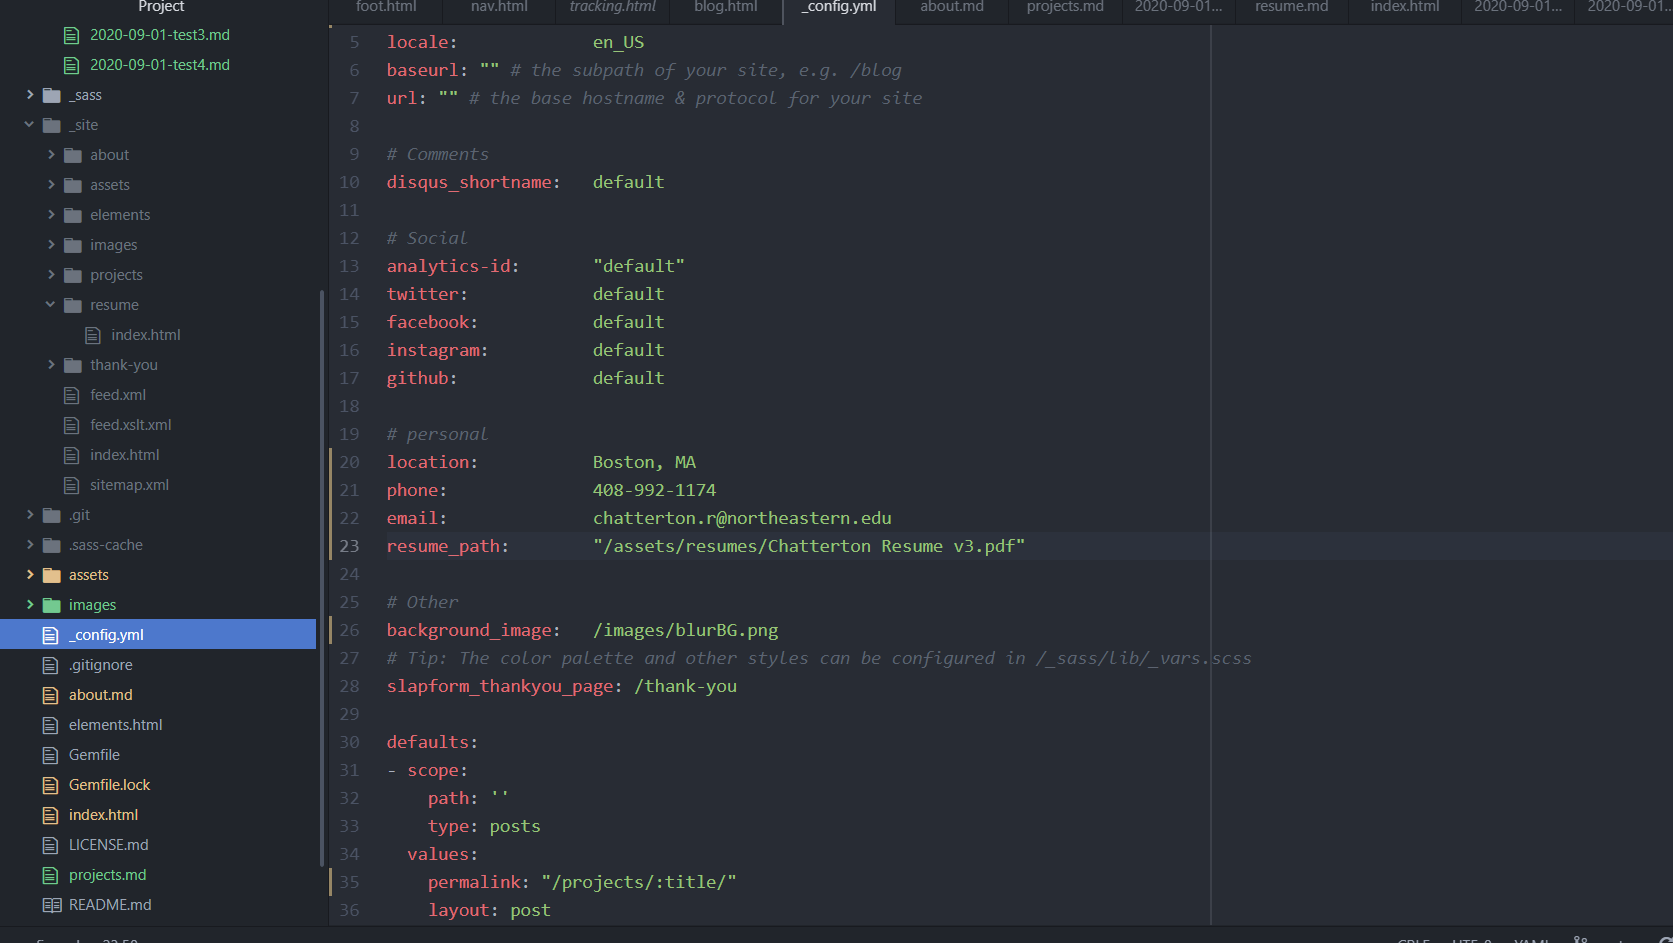 Project
2020-09-01-test3.md
2020-09-01-test4.md
_sass
_site
about
assets
elements
images
projects
resume
index.html
thank-you
feed.xml
feed.xslt.xml
index.html
sitemap.xml
.git
.sass-cache
assets
images
_config.yml
.gitignore
about.md
elements.html
Gemfile
Gemfile.lock
index.html
LICENSE.md
projects.md
README.md
foot.html nav.html tracking.html blog.html _config.yml about.md projects.md 2020-09-01... resume.md index.html 2020-09-01... 2020-09-01...
5 locale: en_US
6 baseurl: "" # the subpath of your site, e.g. /blog
7 url: "" # the base hostname & protocol for your site
8
9 # Comments
10 disqus_shortname: default
11
12 # Social
13 analytics-id: "default"
14 twitter: default
15 facebook: default
16 instagram: default
17 github: default
18
19 # personal
20 location: Boston, MA
21 phone: 408-992-1174
22 email: chatterton.r@northeastern.edu
23 resume_path: "/assets/resumes/Chatterton Resume v3.pdf"
24
25 # Other
26 background_image: /images/blurBG.png
27 # Tip: The color palette and other styles can be configured in /_sass/lib/_vars.scss
28 slapform_thankyou_page: /thank-you
29
30 defaults:
31 - scope:
32 path: ''
33 type: posts
34 values:
35 permalink: "/projects/:title/"
36 layout: post
CRLF UTF-8 YAML